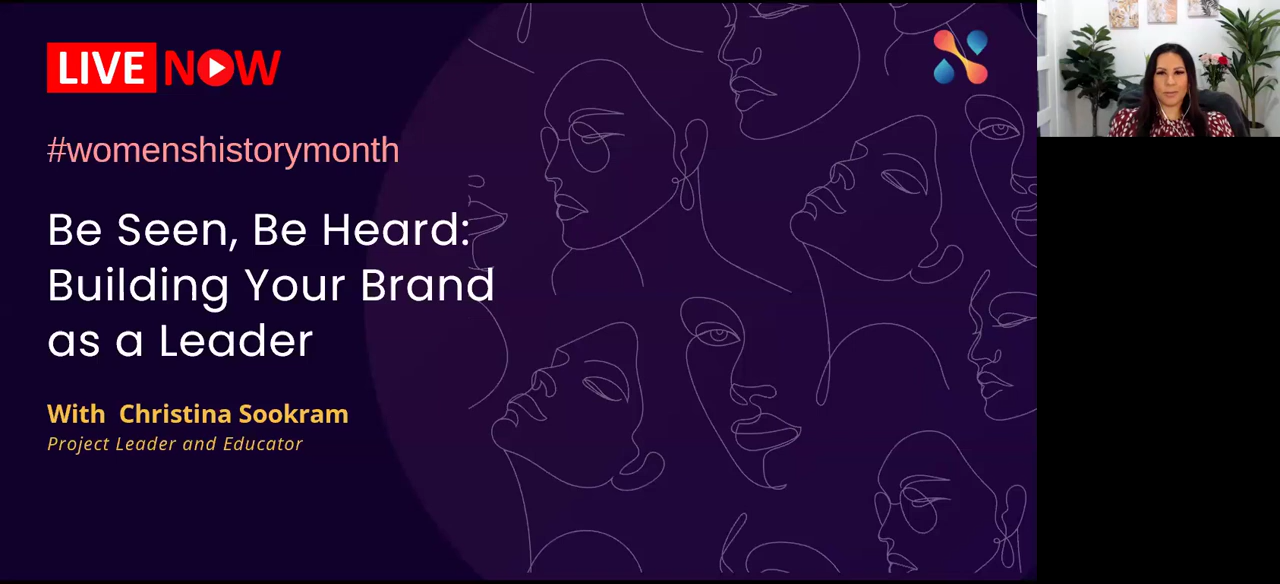 LIVE NOW
#womenshistorymonth
Be Seen, Be Heard:
Building Your Brand
as a Leader
With Christina Sookram
Project Leader and Educator